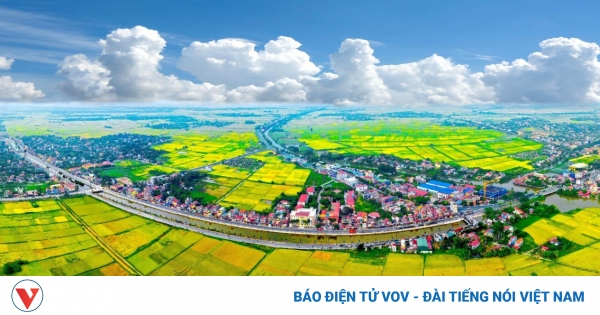 BÁO ĐIỆN TỬ VOV - ĐÀI TIẾNG NÓI VIỆT NAM